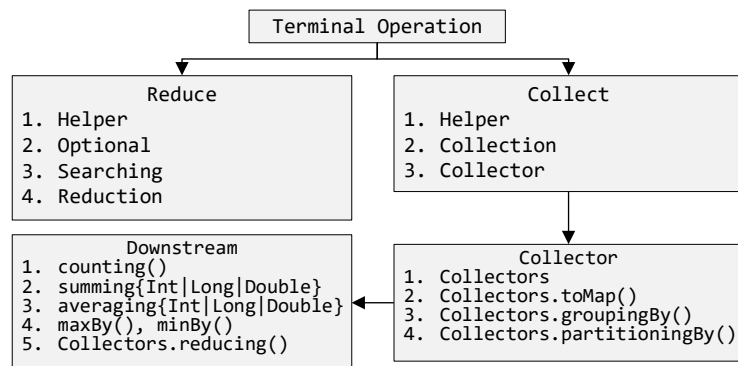 Terminal Operation
Reduce
1. Helper
2. Optional
3. Searching
4. Reduction
Collect
1. Helper
2. Collection
3. Collector
Downstream
1. counting()
2. summing{Int|Long|Double}
3. averaging{Int|Long|Double}
4. maxBy(), minBy()
5. Collectors.reducing()
Collector
1. Collectors
2. Collectors.toMap()
3. Collectors.groupingBy()
4. Collectors.partitioningBy()